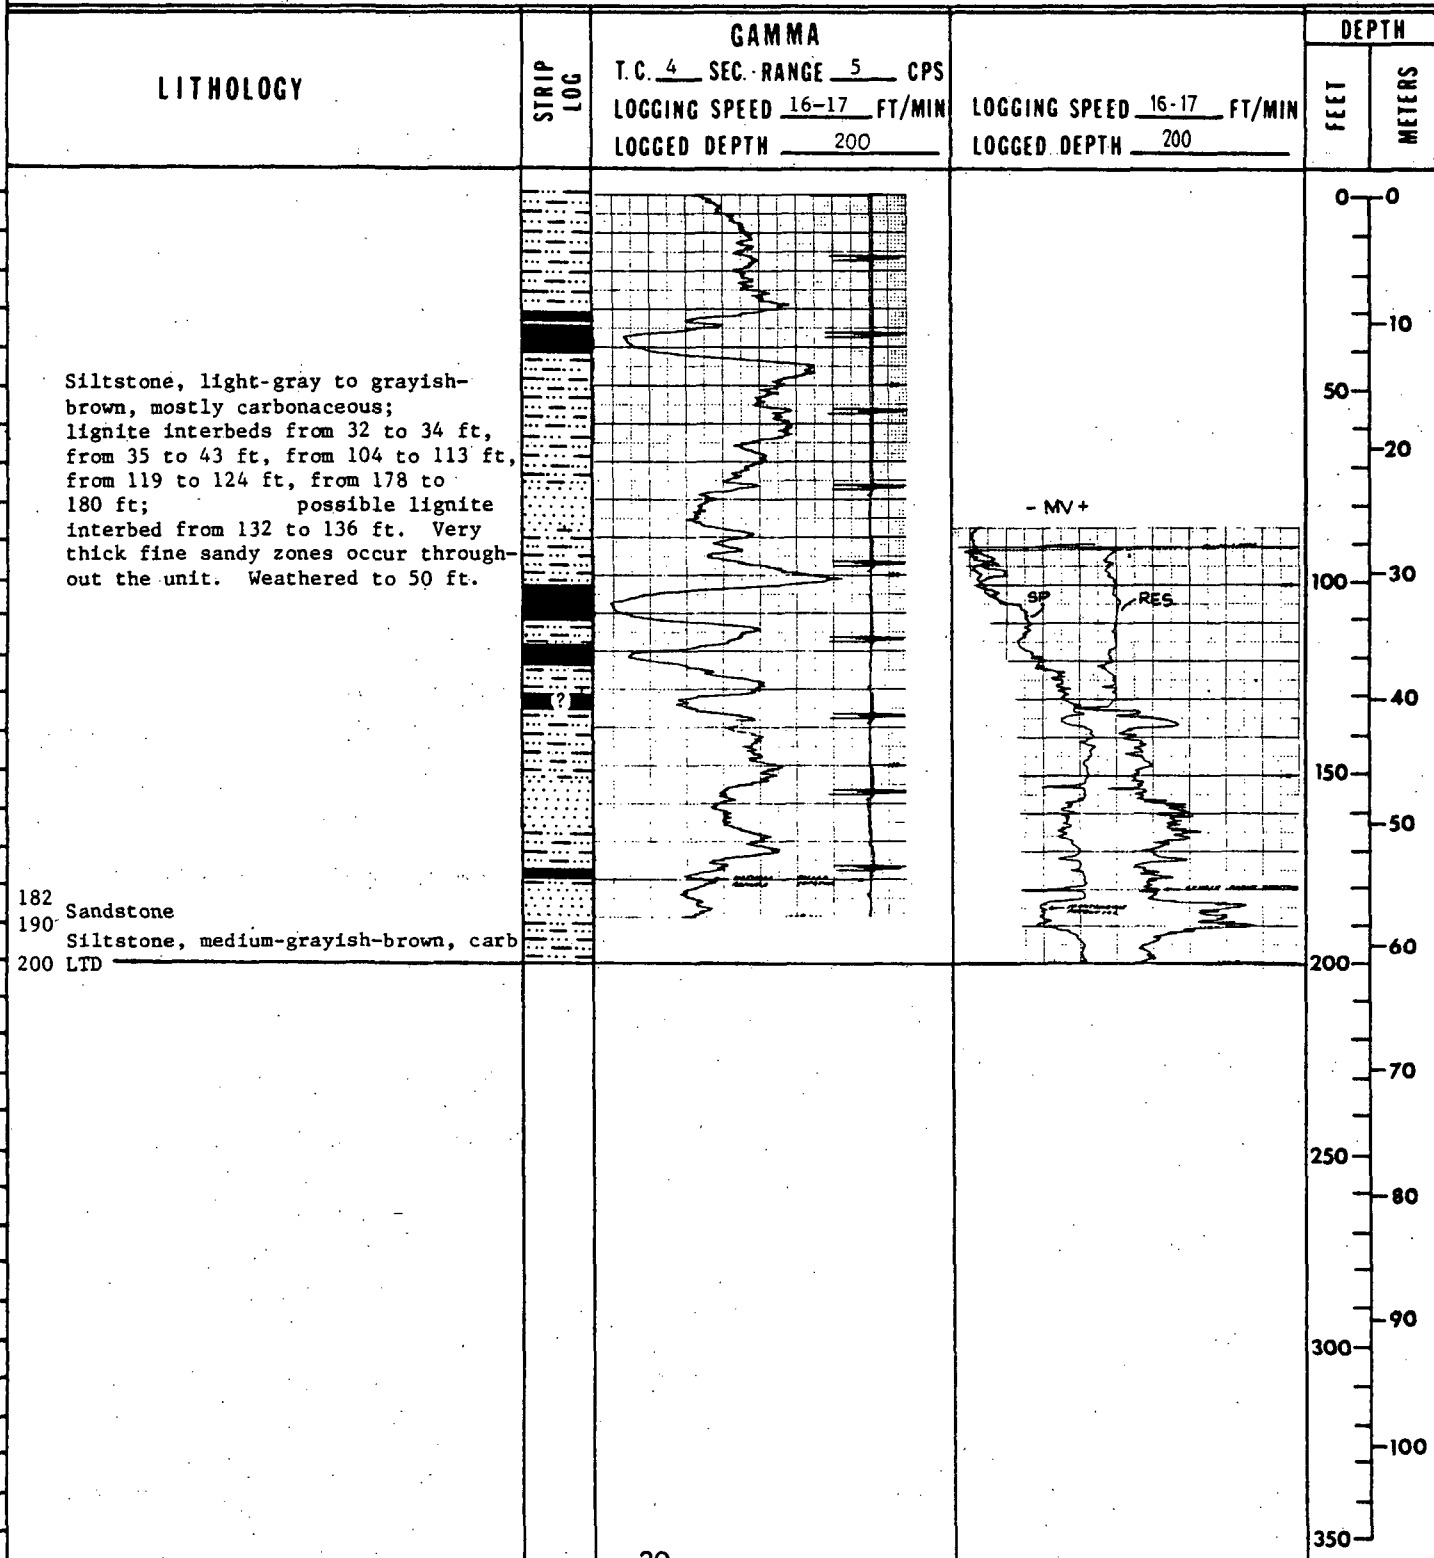 LITHOLOGY
STRIP LOG
GAMMA
T.C. 4 SEC. RANGE 5 CPS
LOGGING SPEED 16-17 FT/MIN
LOGGED DEPTH 200
LOGGING SPEED 16-17 FT/MIN
LOGGED DEPTH 200
DEPTH
FEET
METERS
Siltstone, light-gray to grayish-
brown, mostly carbonaceous;
lignite interbeds from 32 to 34 ft,
from 35 to 43 ft, from 104 to 113 ft,
from 119 to 124 ft, from 178 to
180 ft; possible lignite
interbed from 132 to 136 ft. Very
thick fine sandy zones occur through-
out the unit. Weathered to 50 ft.
182
Sandstone
190
Siltstone, medium-grayish-brown, carb
200 LTD
?
- MV +
SP
RES
0 0
10
50
20
100 30
40
150
50
60
200
70
250
80
90
300
100
350